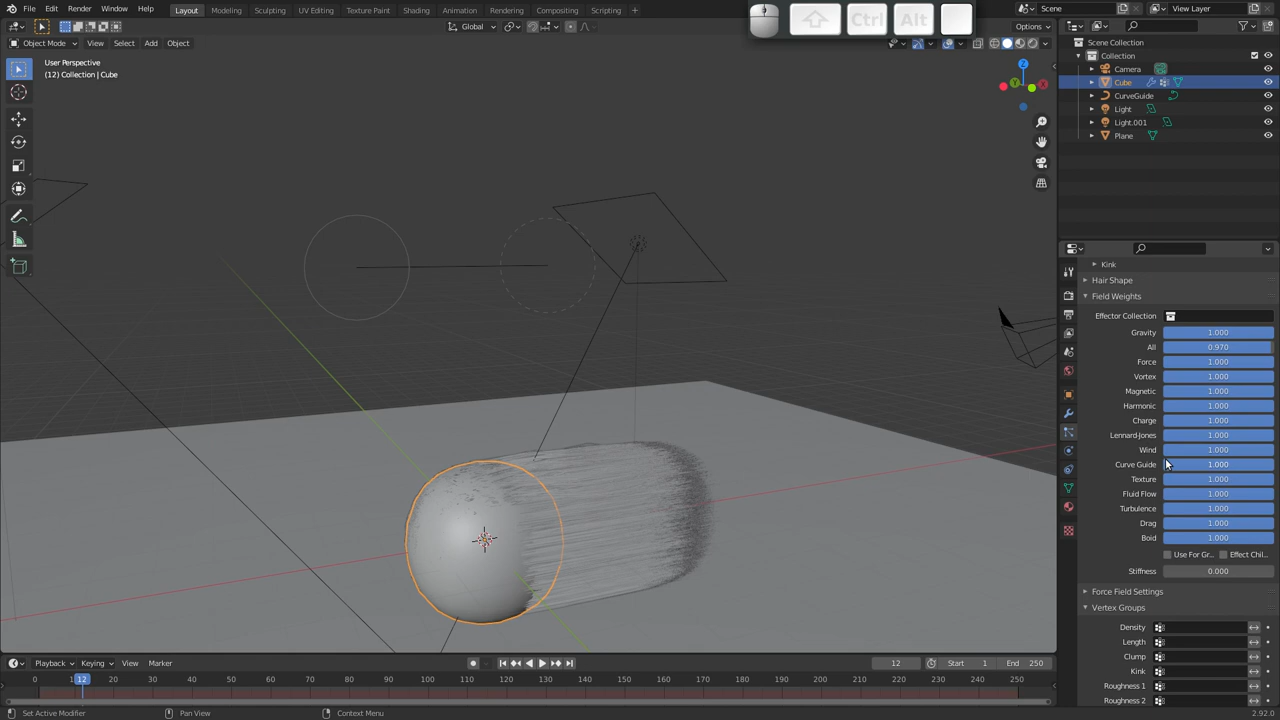 File Edit Render Window Help Layout Modeling Sculpting UV Editing Texture Paint Shading Animation Rendering Compositing Scripting + Scene View Layer
Ctrl Alt
Global Options
Object Mode View Select Add Object
User Perspective
(12) Collection | Cube
Z
Y X
Scene Collection
Collection
Camera
Cube
CurveGuide
Light
Light.001
Plane
Kink
Hair Shape
Field Weights
Effector Collection
Gravity 1.000
All 0.970
Force 1.000
Vortex 1.000
Magnetic 1.000
Harmonic 1.000
Charge 1.000
Lennard-Jones 1.000
Wind 1.000
Curve Guide 1.000
Texture 1.000
Fluid Flow 1.000
Turbulence 1.000
Drag 1.000
Boid 1.000
Use For Gr... Effect Chil...
Stiffness 0.000
Force Field Settings
Vertex Groups
Density
Length
Clump
Kink
Roughness 1
Roughness 2
Playback Keying View Marker 12 Start 1 End 250
0 12 20 30 40 50 60 70 80 90 100 110 120 130 140 150 160 170 180 190 200 210 220 230 240 250
Set Active Modifier Pan View Context Menu 2.92.0